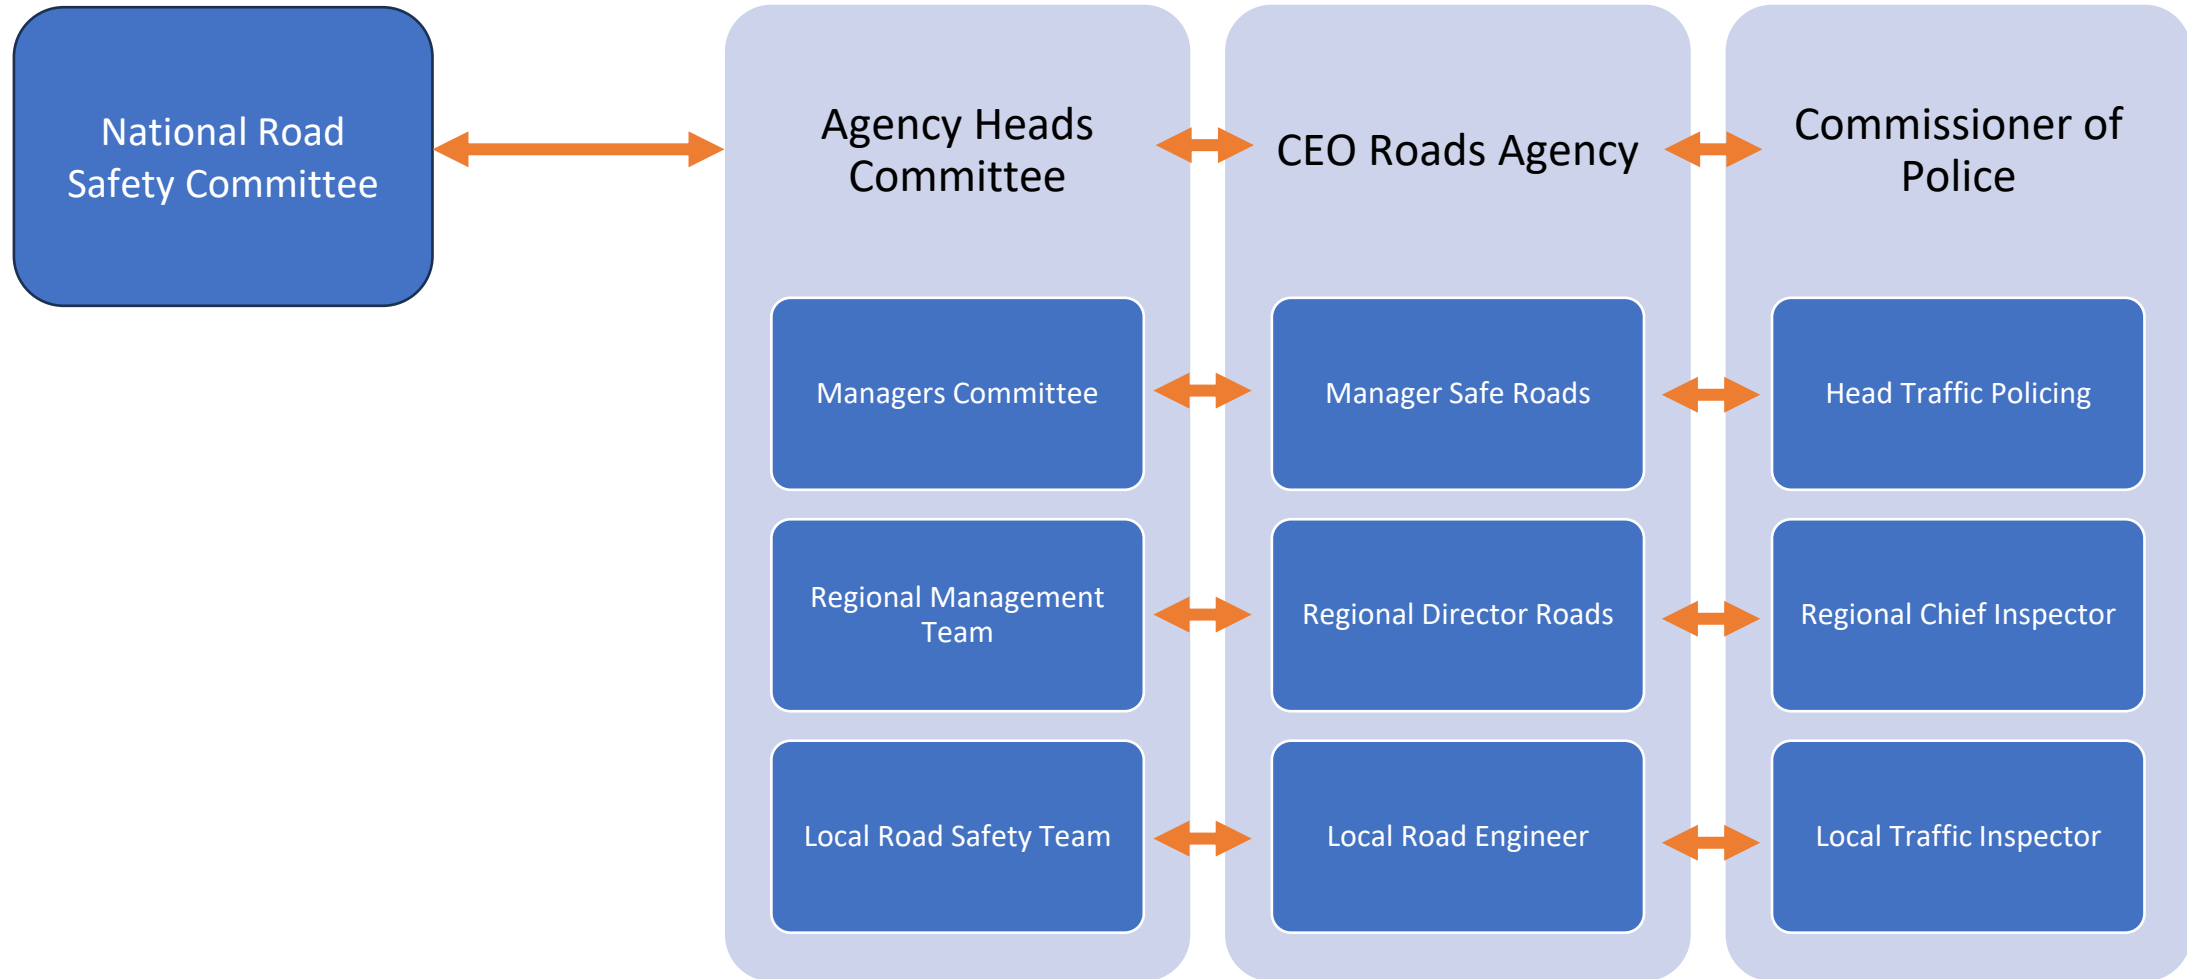 National Road
Safety Committee
Agency Heads
Committee
CEO Roads Agency
Commissioner of
Police
Managers Committee
Manager Safe Roads
Head Traffic Policing
Regional Management
Team
Regional Director Roads
Regional Chief Inspector
Local Road Safety Team
Local Road Engineer
Local Traffic Inspector